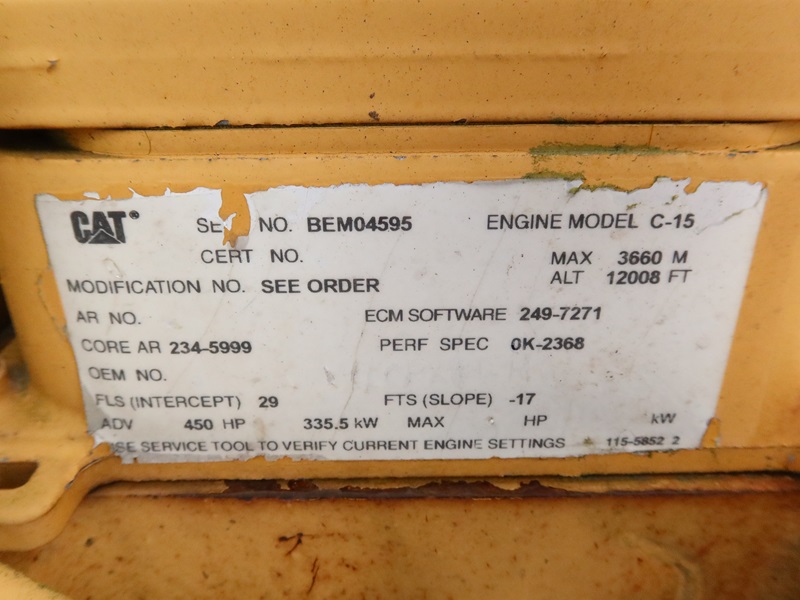 CAT NO. BEM04595 ENGINE MODEL C-15
CERT NO. MAX 3660 M
MODIFICATION NO. SEE ORDER ALT 12008 FT
AR NO. ECM SOFTWARE 249-7271
CORE AR 234-5999 PERF SPEC 0K-2368
OEM NO.
FLS (INTERCEPT) 29 FTS (SLOPE) -17
ADV 450 HP 335.5 kW MAX HP kW
SERVICE TOOL TO VERIFY CURRENT ENGINE SETTINGS 115-5852 2